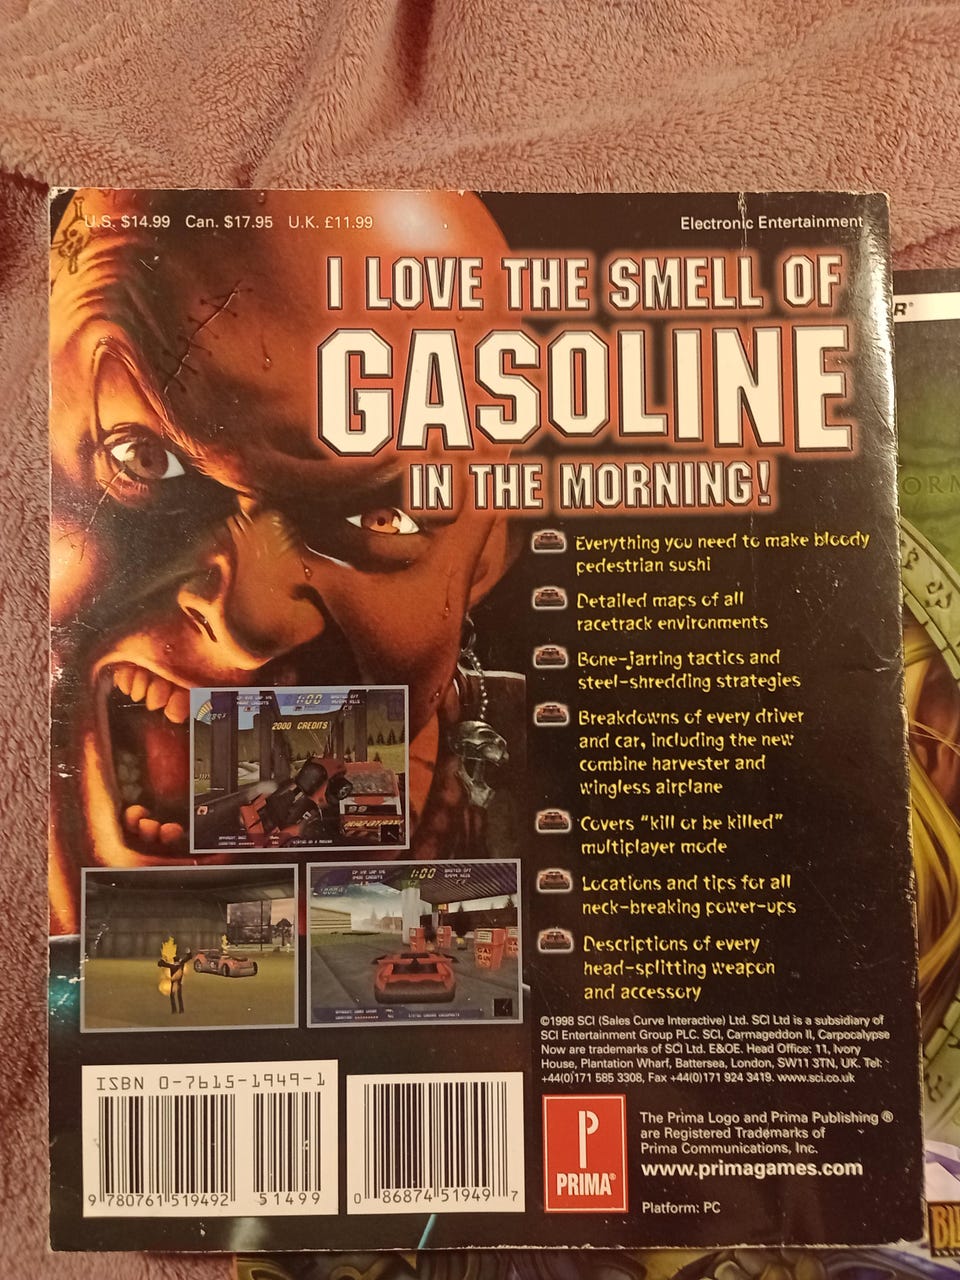 U.S. $14.99 Can. $17.95 U.K. £11.99
Electronic Entertainment
I LOVE THE SMELL OF
GASOLINE
IN THE MORNING!
Everything you need to make bloody
pedestrian sushi
Detailed maps of all
racetrack environments
Bone-jarring tactics and
steel-shredding strategies
Breakdowns of every driver
and car, including the new
combine harvester and
wingless airplane
Covers "kill or be killed"
multiplayer mode
Locations and tips for all
neck-breaking power-ups
Descriptions of every
head-splitting weapon
and accessory
1:00
2000 CREDITS
1:00
©1998 SCI (Sales Curve Interactive) Ltd. SCI Ltd is a subsidiary of
SCI Entertainment Group PLC. SCI, Carmageddon II, Carpocalypse
Now are trademarks of SCI Ltd. E&OE. Head Office: 11, Ivory
House, Plantation Wharf, Battersea, London, SW11 3TN, UK. Tel:
+44(0)171 585 3308, Fax +44(0)171 924 3419. www.sci.co.uk
ISBN 0-7615-1949-1
9 780761 519492
51499
0 86874 51949 7
PRIMA®
The Prima Logo and Prima Publishing ®
are Registered Trademarks of
Prima Communications, Inc.
www.primagames.com
Platform: PC
R®
ORM
BLI